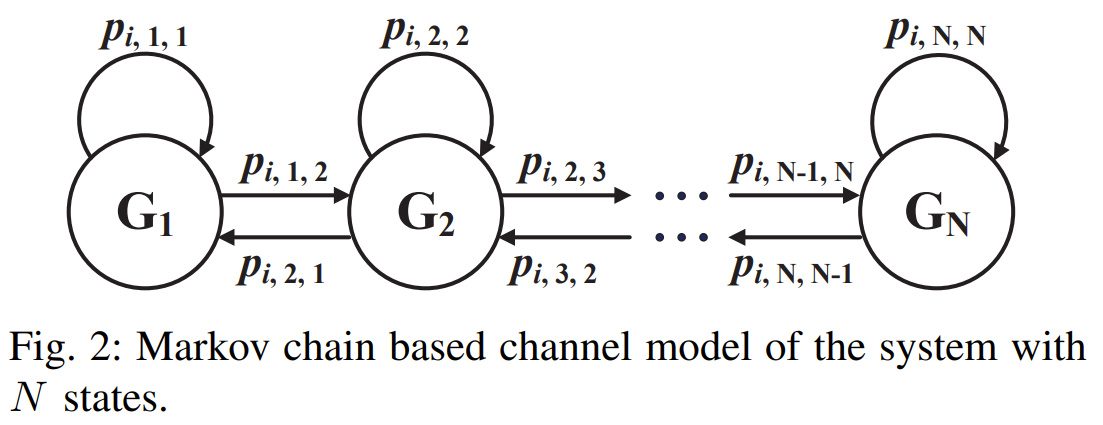 pi, 1, 1 pi, 2, 2 pi, N, N
pi, 1, 2 pi, 2, 3 pi, N-1, N
G1 G2 ... GN
...
pi, 2, 1 pi, 3, 2 pi, N, N-1
Fig. 2: Markov chain based channel model of the system with
N states.